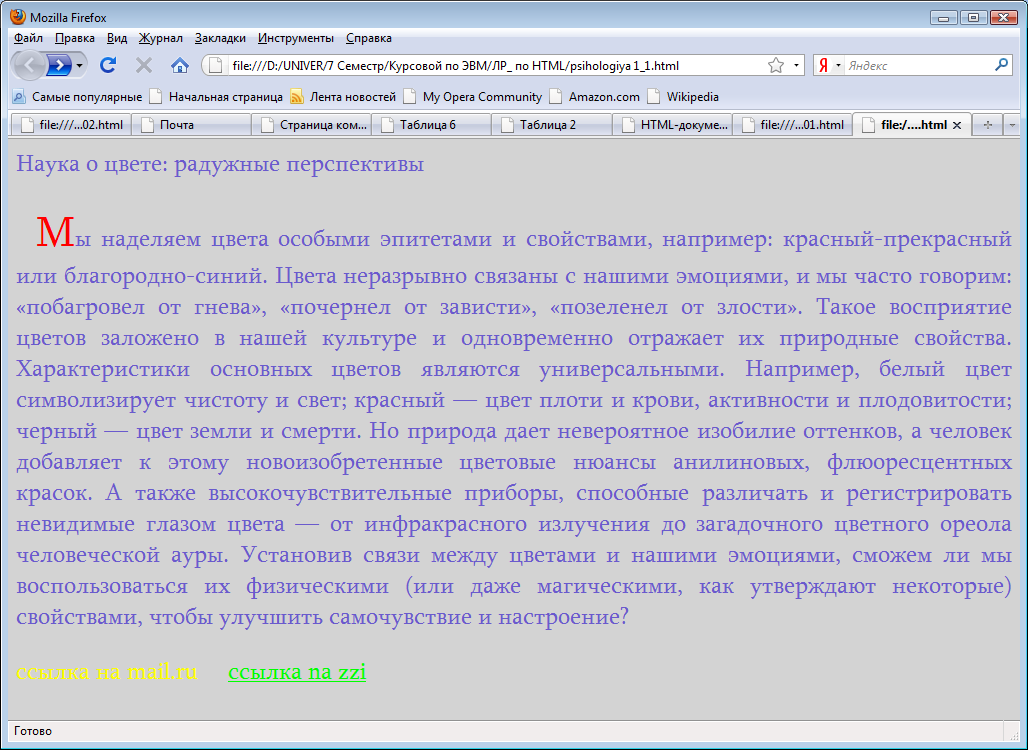 Mozilla Firefox
Файл Правка Вид Журнал Закладки Инструменты Справка
file:///D:/UNIVER/7 Семестр/Курсовой по ЭВМ/ЛР_ по HTML/psihologiya 1_1.html Я Яндекс
Самые популярные Начальная страница Лента новостей My Opera Community Amazon.com Wikipedia
file:///...02.html Почта Страница ком... Таблица 6 Таблица 2 HTML-докуме... file:///...01.html file:/....html
Наука о цвете: радужные перспективы
Мы наделяем цвета особыми эпитетами и свойствами, например: красный-прекрасный
или благородно-синий. Цвета неразрывно связаны с нашими эмоциями, и мы часто говорим:
«побагровел от гнева», «почернел от зависти», «позеленел от злости». Такое восприятие
цветов заложено в нашей культуре и одновременно отражает их природные свойства.
Характеристики основных цветов являются универсальными. Например, белый цвет
символизирует чистоту и свет; красный — цвет плоти и крови, активности и плодовитости;
черный — цвет земли и смерти. Но природа дает невероятное изобилие оттенков, а человек
добавляет к этому новоизобретенные цветовые нюансы анилиновых, флюоресцентных
красок. А также высокочувствительные приборы, способные различать и регистрировать
невидимые глазом цвета — от инфракрасного излучения до загадочного цветного ореола
человеческой ауры. Установив связи между цветами и нашими эмоциями, сможем ли мы
воспользоваться их физическими (или даже магическими, как утверждают некоторые)
свойствами, чтобы улучшить самочувствие и настроение?
ссылка на mail.ru ссылка na zzi
Готово